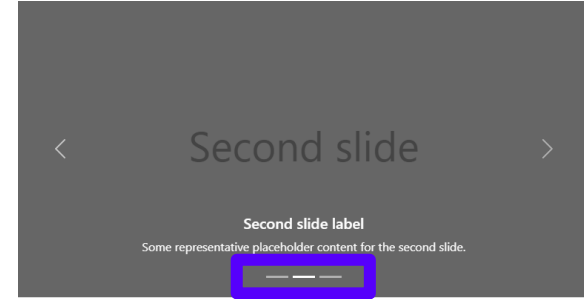 Second slide
Second slide label
Some representative placeholder content for the second slide.